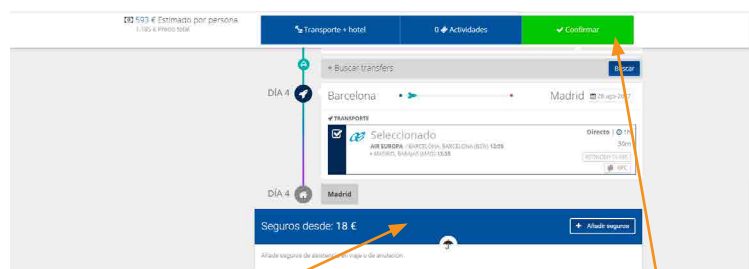 593 € Estimado por persona
1.185 € Precio total
Transporte + hotel
0 Actividades
Confirmar
+ Buscar transfers
Buscar
DÍA 4
Barcelona
Madrid
TRANSPORTE
Seleccionado
AIR EUROPA
Directo
30m
DÍA 4
Madrid
Seguros desde: 18 €
+ Añadir seguros
Añade seguros de asistencia en viaje o de anulación